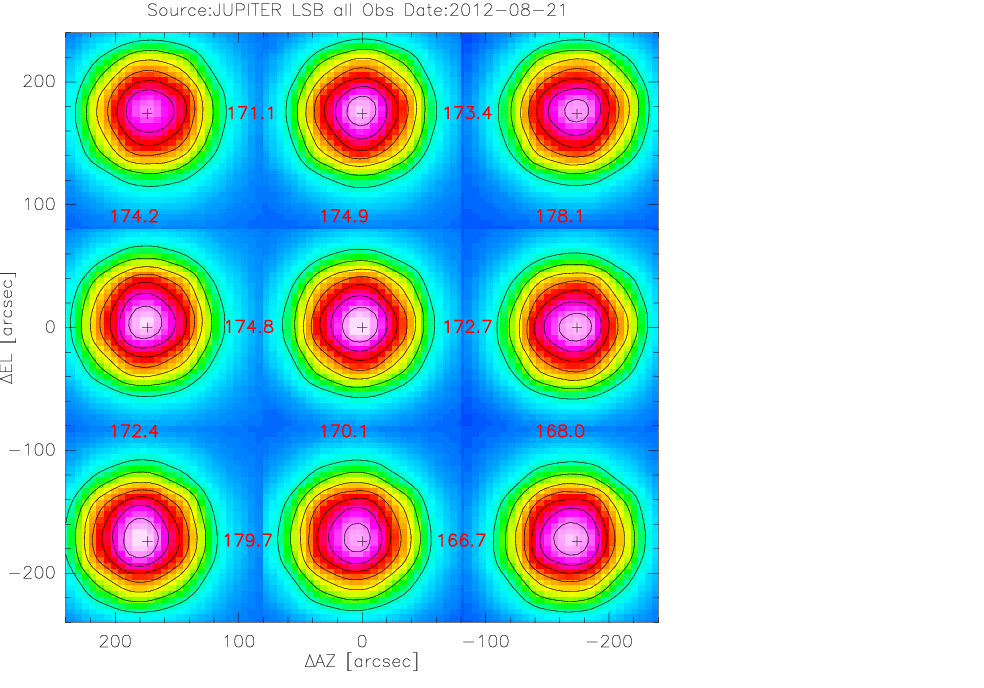 Source:JUPITER LSB all Obs Date:2012-08-21
200
171.1 173.4
100
174.2 174.9 178.1
ΔEL [arcsec]
0
174.8 172.7
172.4 170.1 168.0
-100
179.7 166.7
-200
200 100 0 -100 -200
ΔAZ [arcsec]